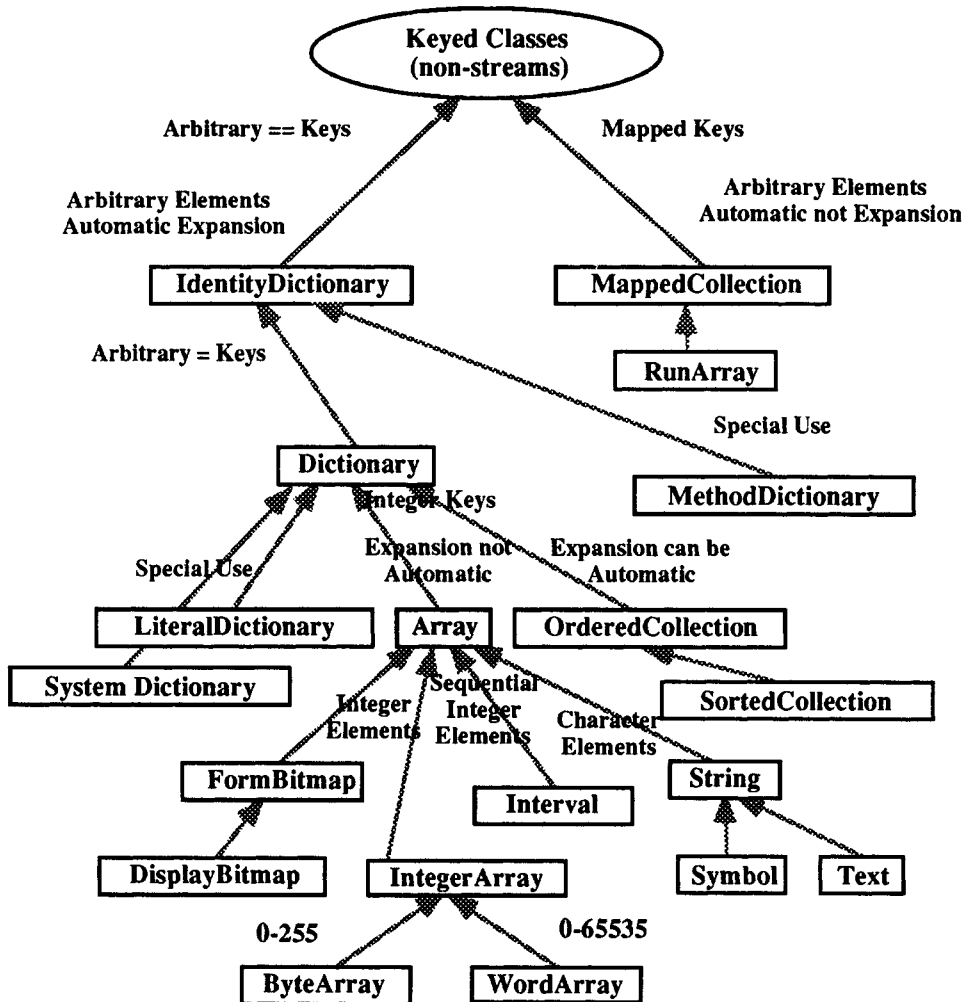 Keyed Classes
(non-streams)
Arbitrary == Keys
Mapped Keys
Arbitrary Elements
Automatic Expansion
Arbitrary Elements
Automatic not Expansion
IdentityDictionary
MappedCollection
Arbitrary = Keys
RunArray
Special Use
Dictionary
MethodDictionary
Integer Keys
Special Use
Expansion not
Automatic
Expansion can be
Automatic
LiteralDictionary
Array
OrderedCollection
System Dictionary
SortedCollection
Integer
Elements
Sequential
Integer
Elements
Character
Elements
FormBitmap
Interval
String
DisplayBitmap
IntegerArray
Symbol
Text
0-255
0-65535
ByteArray
WordArray